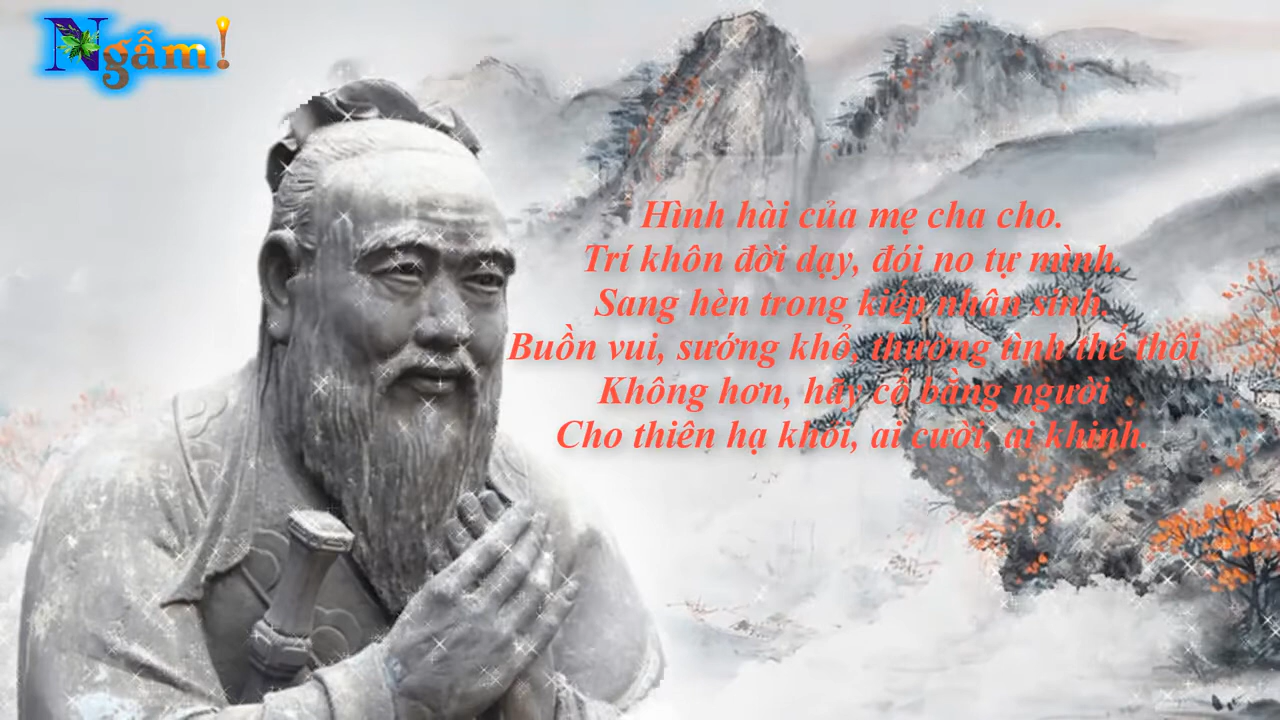 Ngẫm!
Hình hài của mẹ cha cho.
Trí khôn đời dạy, đói no tự mình.
Sang hèn trong kiếp nhân sinh.
Buồn vui, sướng khổ, thường tình thế thôi
Không hơn, hãy cố bằng người
Cho thiên hạ khỏi, ai cười, ai khinh.